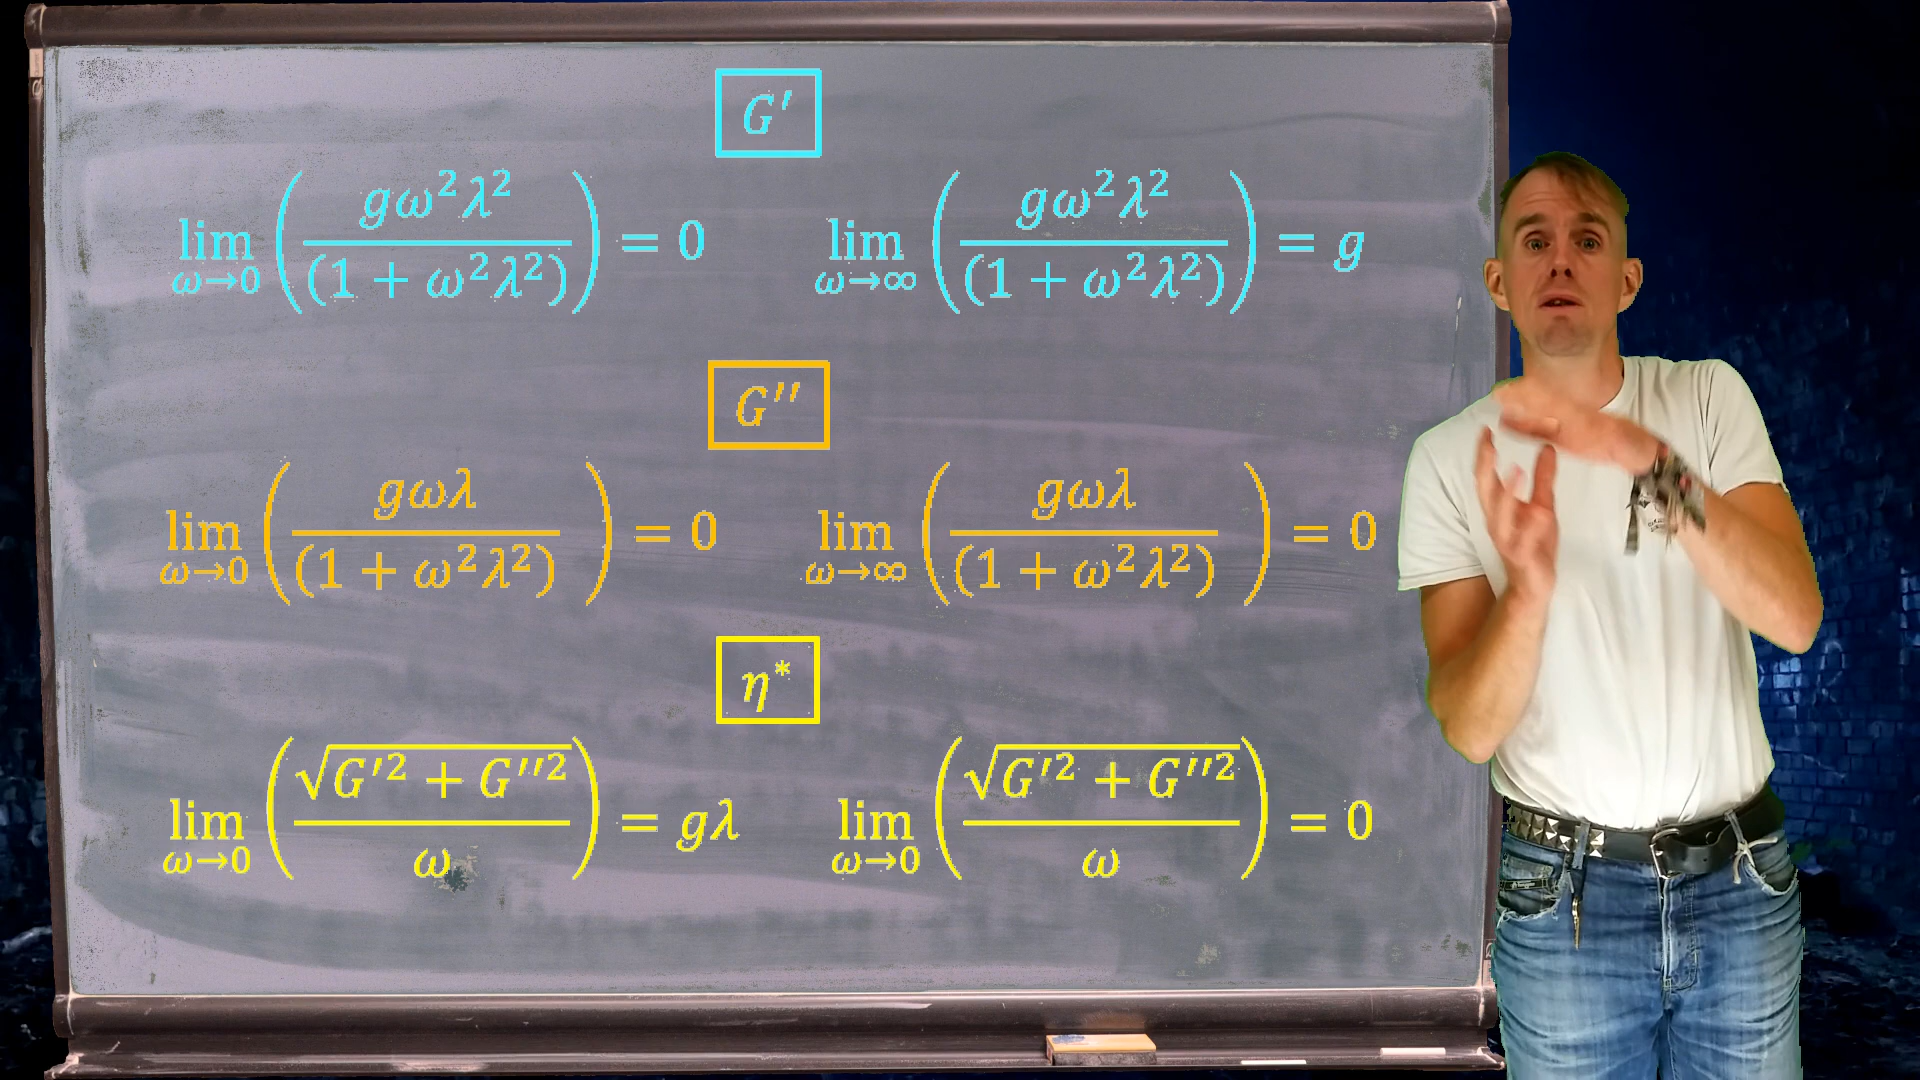 G′
lim ω→0 (gω²λ² / (1 + ω²λ²)) = 0    lim ω→∞ (gω²λ² / (1 + ω²λ²)) = g
G′′
lim ω→0 (gωλ / (1 + ω²λ²)) = 0    lim ω→∞ (gωλ / (1 + ω²λ²)) = 0
η*
lim ω→0 (√(G′² + G′′²) / ω) = gλ    lim ω→0 (√(G′² + G′′²) / ω) = 0